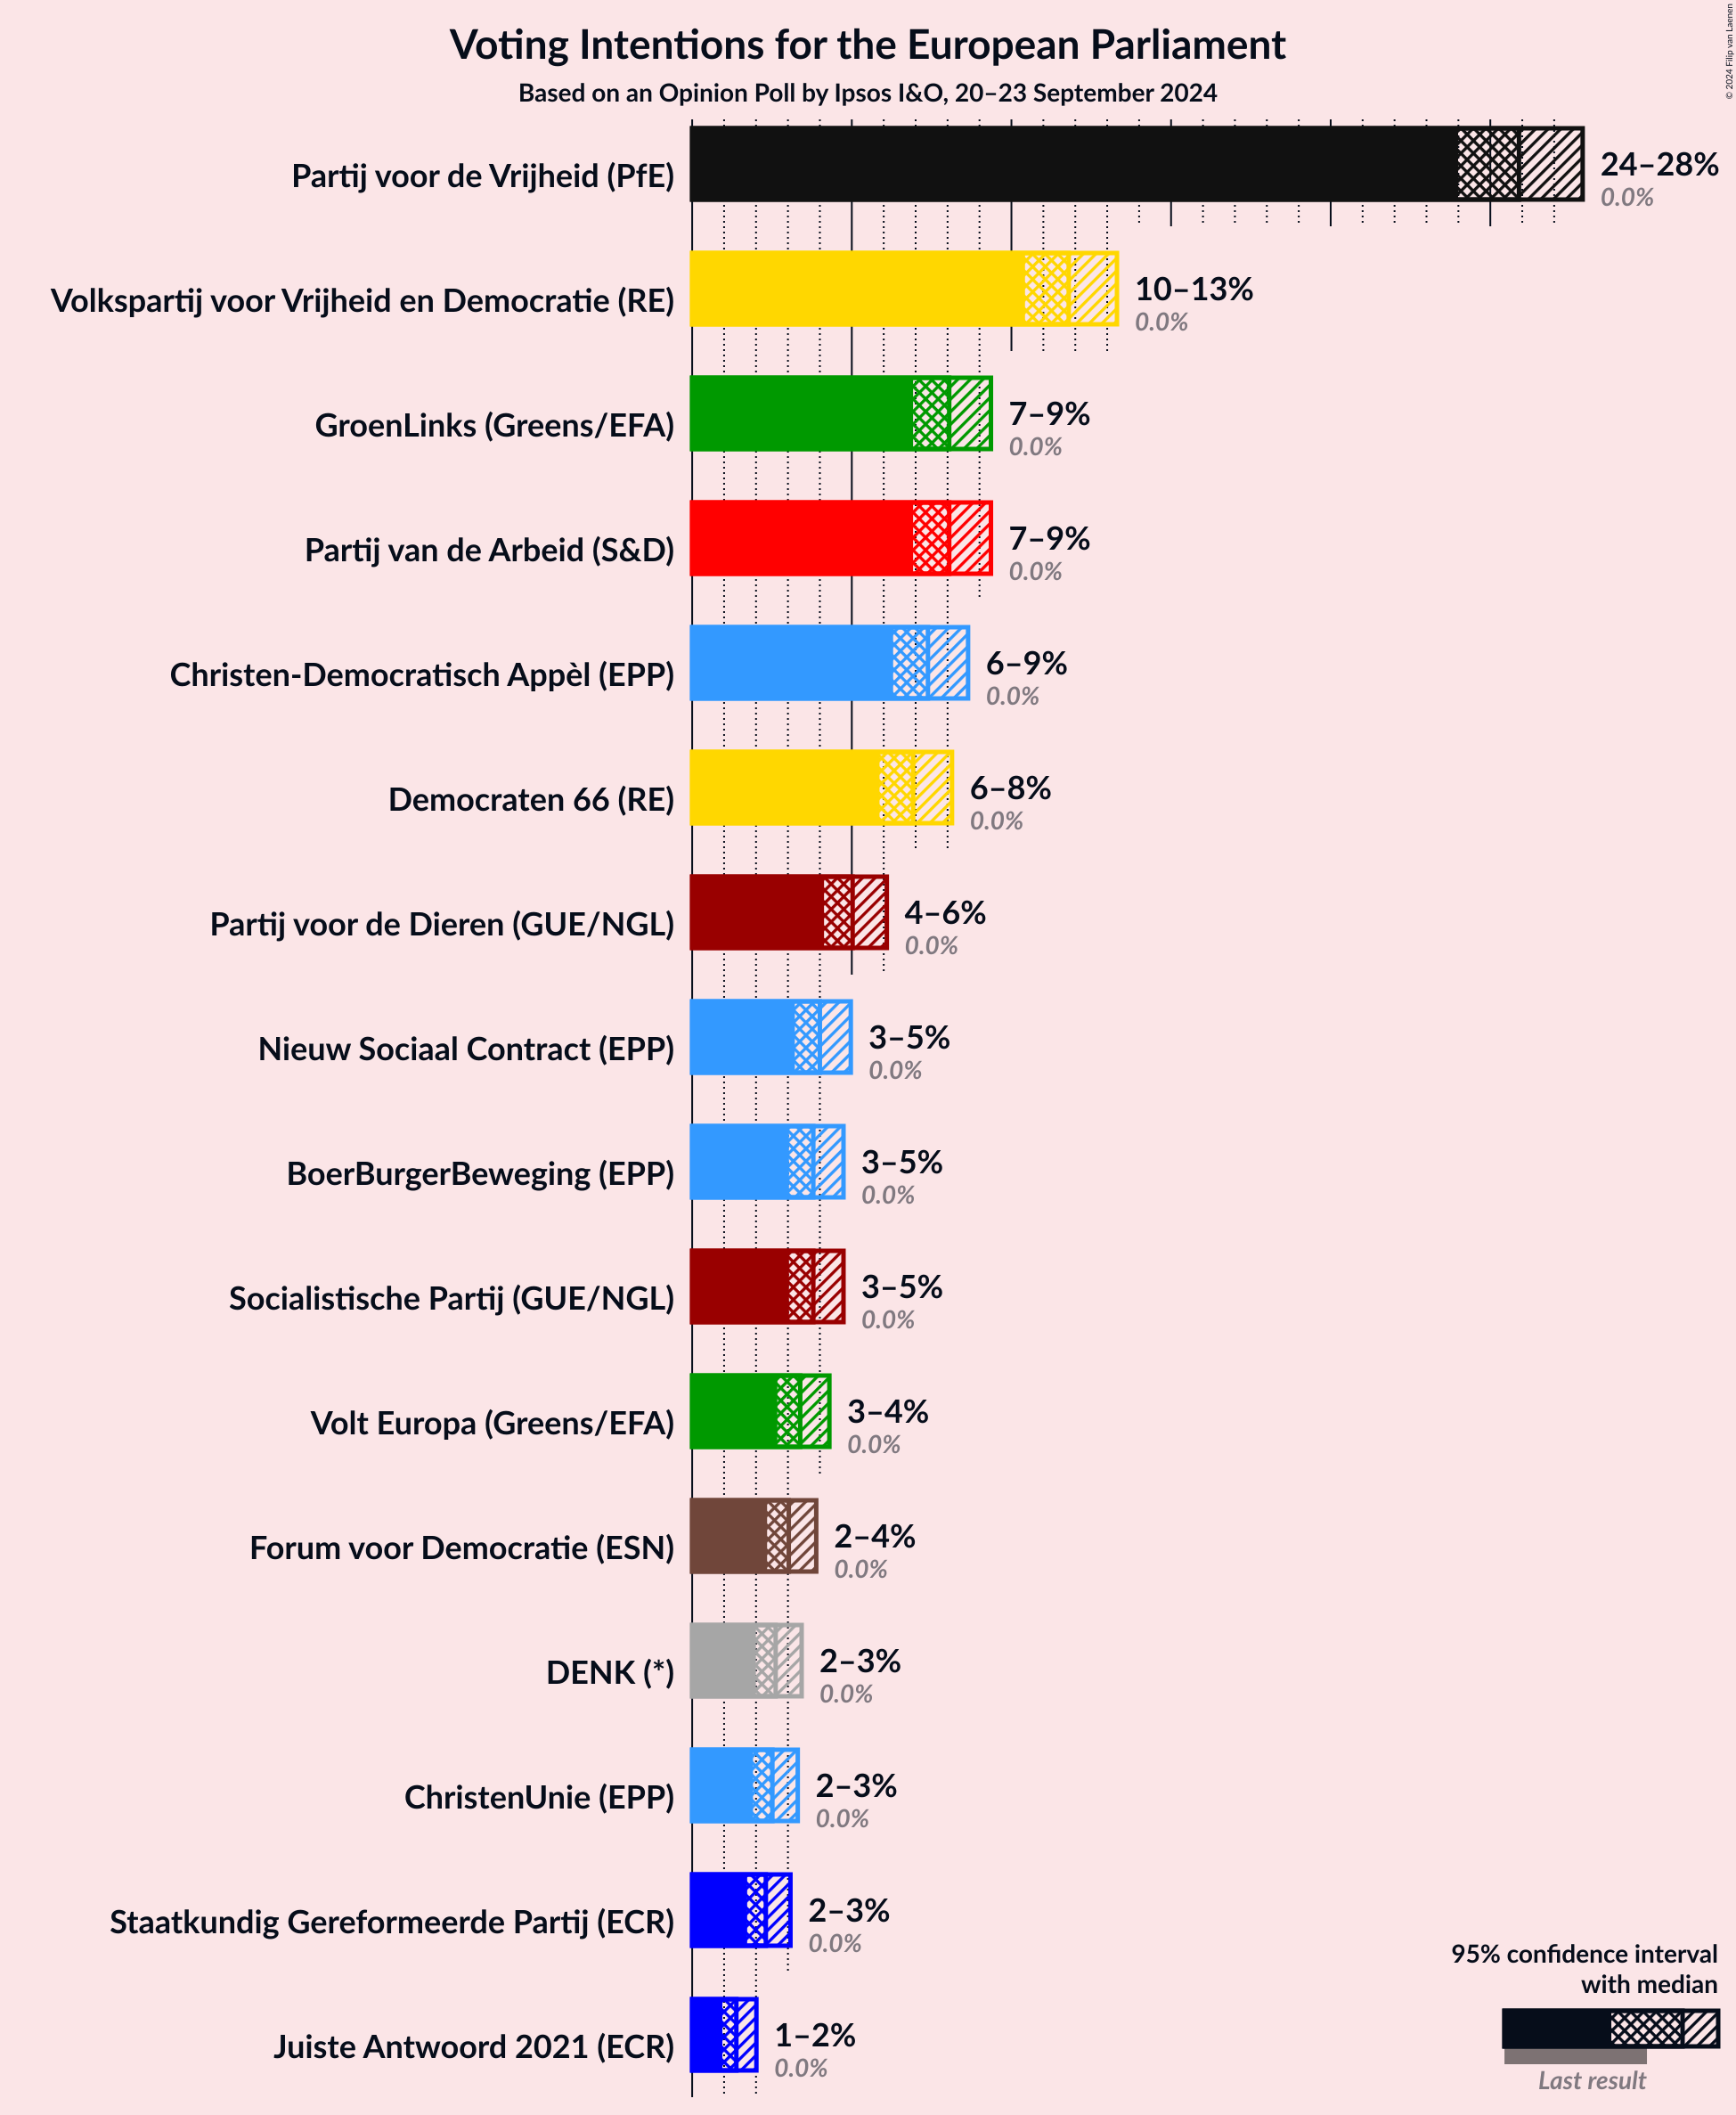 Voting Intentions for the European Parliament
Based on an Opinion Poll by Ipsos I&O, 20–23 September 2024
© 2024 Filip van Laenen
Partij voor de Vrijheid (PfE)
24–28%
0.0%
Volkspartij voor Vrijheid en Democratie (RE)
10–13%
0.0%
GroenLinks (Greens/EFA)
7–9%
0.0%
Partij van de Arbeid (S&D)
7–9%
0.0%
Christen-Democratisch Appèl (EPP)
6–9%
0.0%
Democraten 66 (RE)
6–8%
0.0%
Partij voor de Dieren (GUE/NGL)
4–6%
0.0%
Nieuw Sociaal Contract (EPP)
3–5%
0.0%
BoerBurgerBeweging (EPP)
3–5%
0.0%
Socialistische Partij (GUE/NGL)
3–5%
0.0%
Volt Europa (Greens/EFA)
3–4%
0.0%
Forum voor Democratie (ESN)
2–4%
0.0%
DENK (*)
2–3%
0.0%
ChristenUnie (EPP)
2–3%
0.0%
Staatkundig Gereformeerde Partij (ECR)
2–3%
0.0%
Juiste Antwoord 2021 (ECR)
1–2%
0.0%
95% confidence interval
with median
Last result